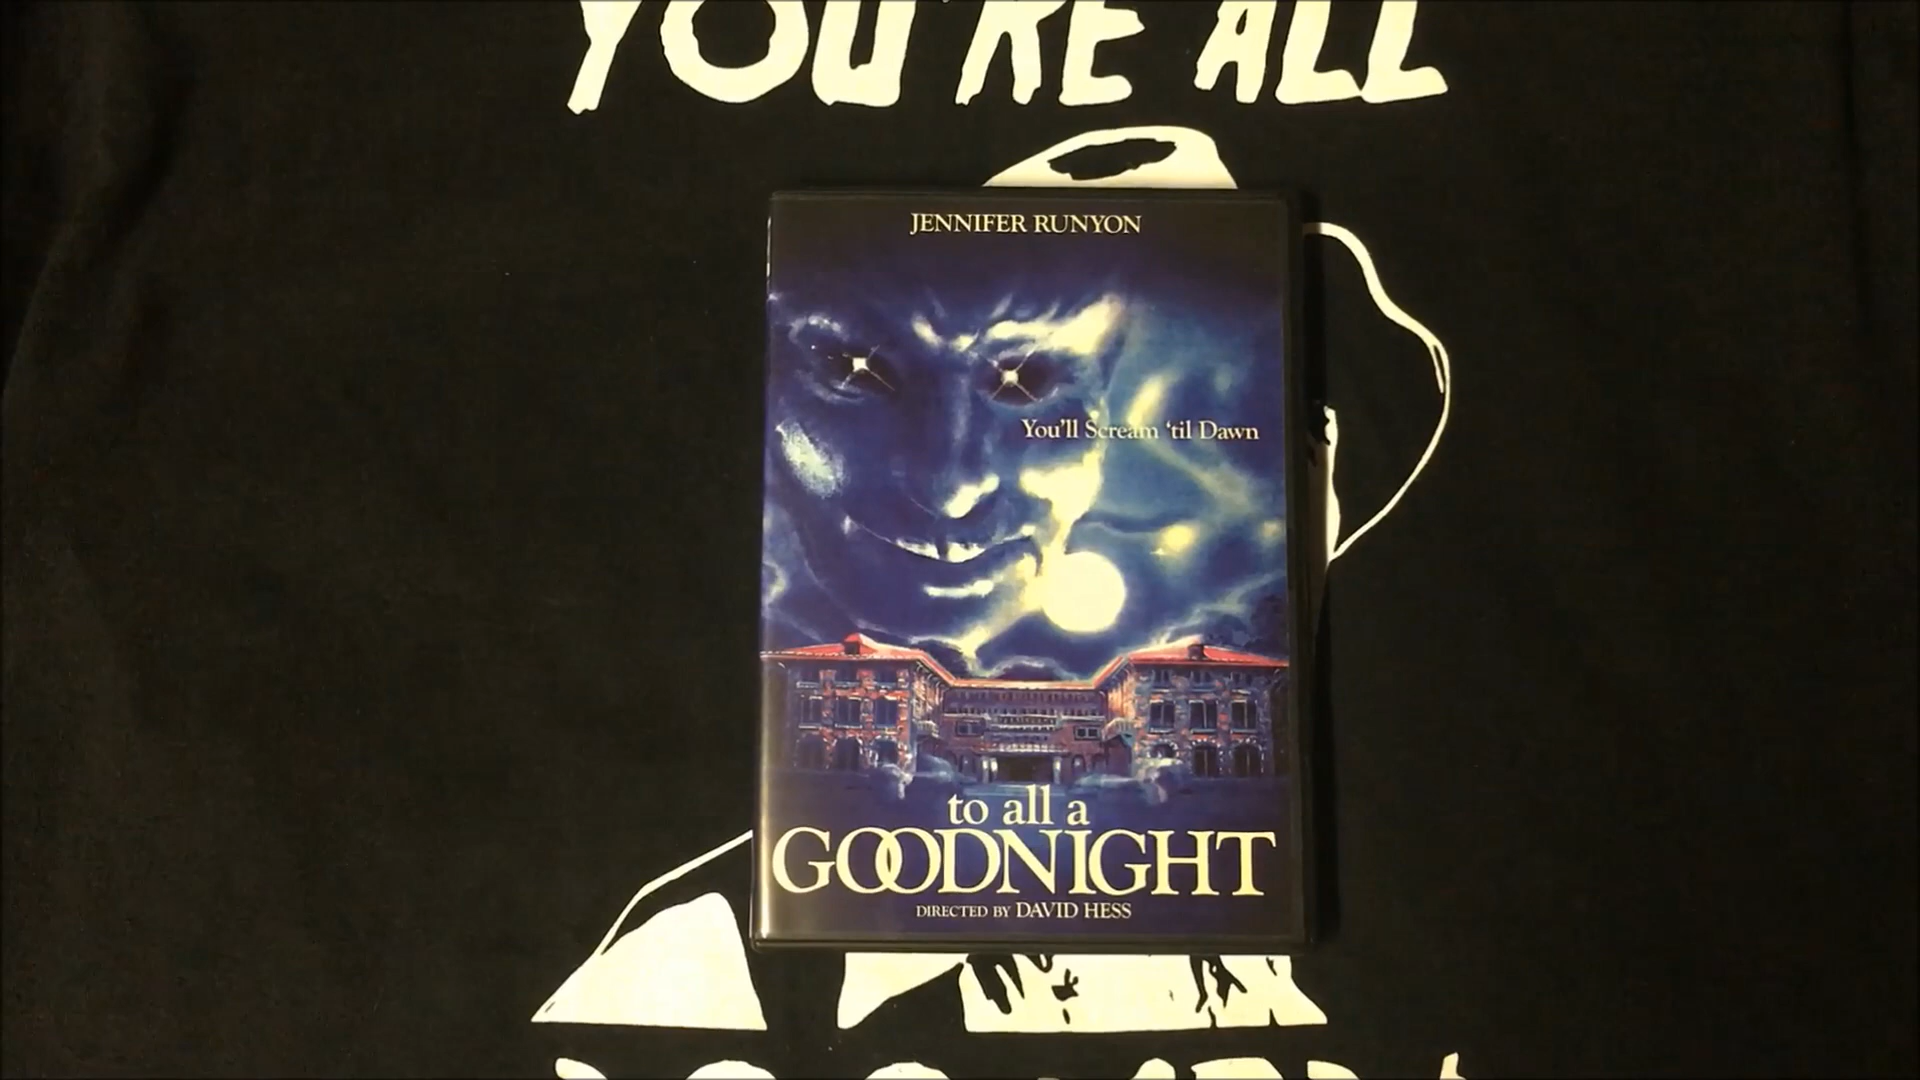 YOU'RE ALL
JENNIFER RUNYON
You'll Scream 'til Dawn
to all a
GOODNIGHT
DIRECTED BY DAVID HESS